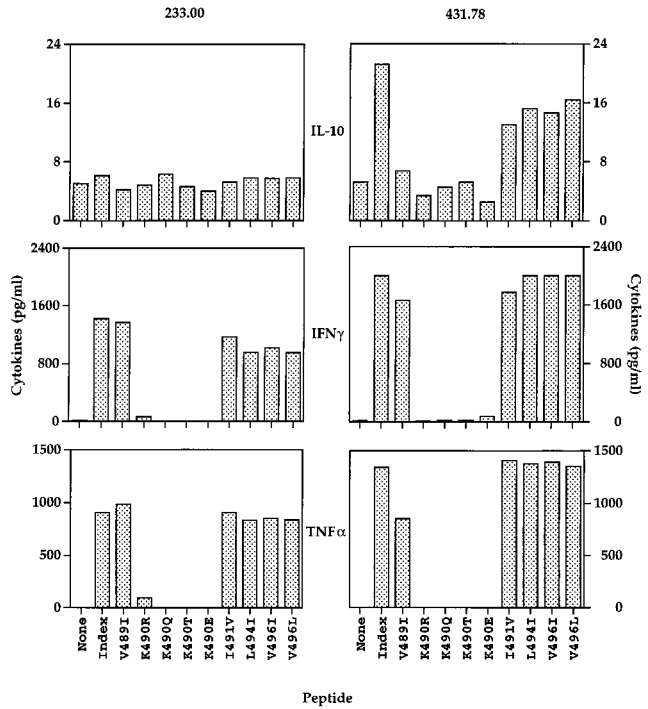 233.00 431.78
24 24
16 16
IL-10
8 8
0 0
2400 2400
1600 1600
IFNγ
800 800
0 0
Cytokines (pg/ml) Cytokines (pg/ml)
1500 1500
1000 1000
TNFα
500 500
0 0
None Index V489I K490R K490Q K490T K490E I491V L494I V496I V496L
None Index V489I K490R K490Q K490T K490E I491V L494I V496I V496L
Peptide